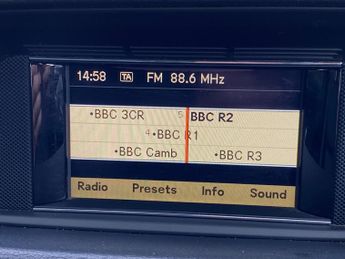 14:58 TA FM 88.6 MHz
•BBC 3CR 5 BBC R2
4•BBC R1
•BBC Camb •BBC R3
Radio Presets Info Sound